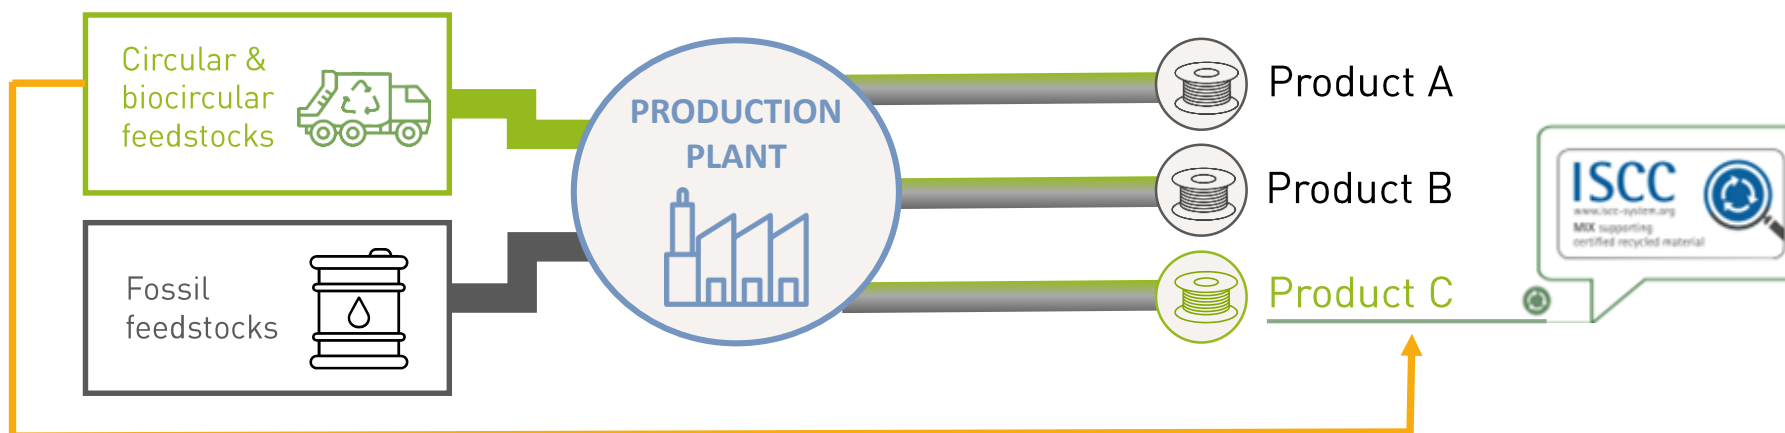 Circular &
biocircular
feedstocks
Fossil
feedstocks
PRODUCTION
PLANT
Product A
Product B
Product C
ISCC
www.iscc-system.org
MIX supporting
certified recycled material